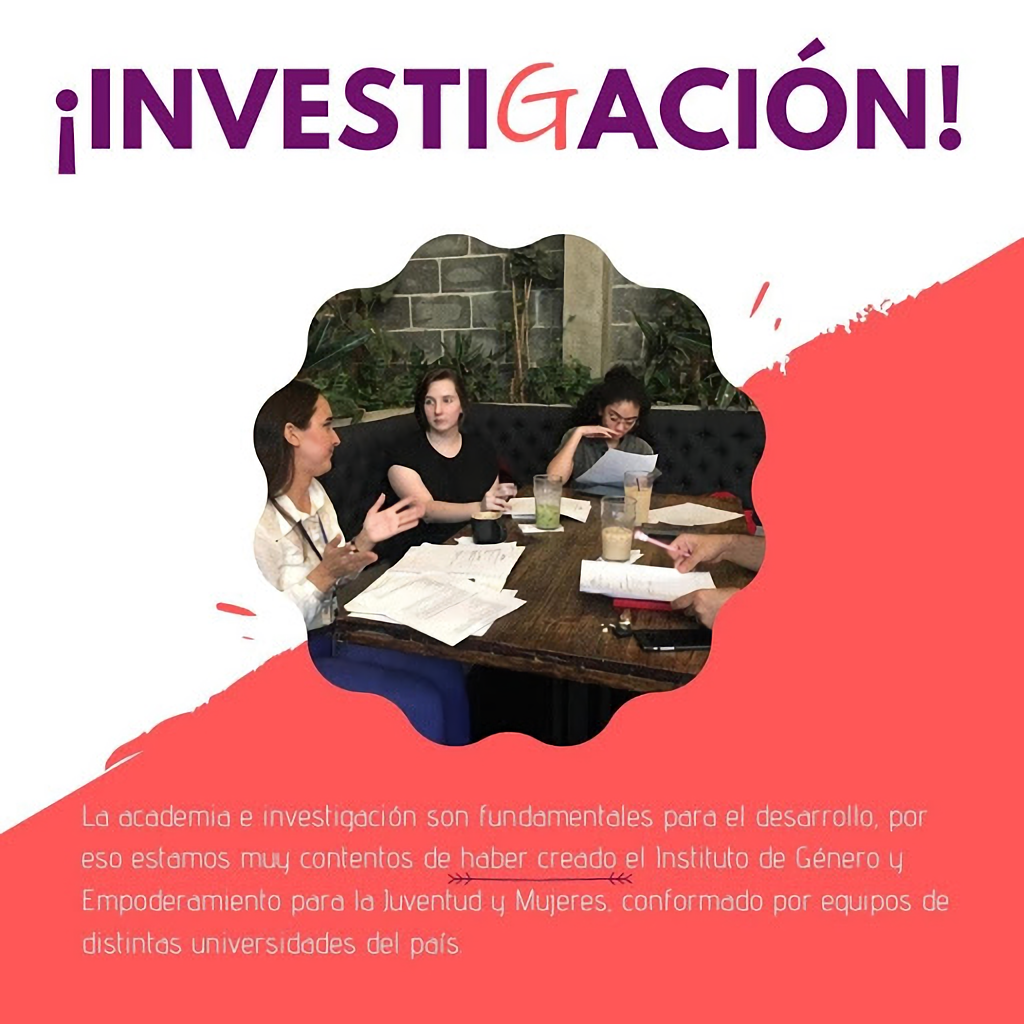 ¡INVESTIGACIÓN!
La academia e investigación son fundamentales para el desarrollo, por
eso estamos muy contentos de haber creado el Instituto de Género y
Empoderamiento para la Juventud y Mujeres, conformado por equipos de
distintas universidades del país.